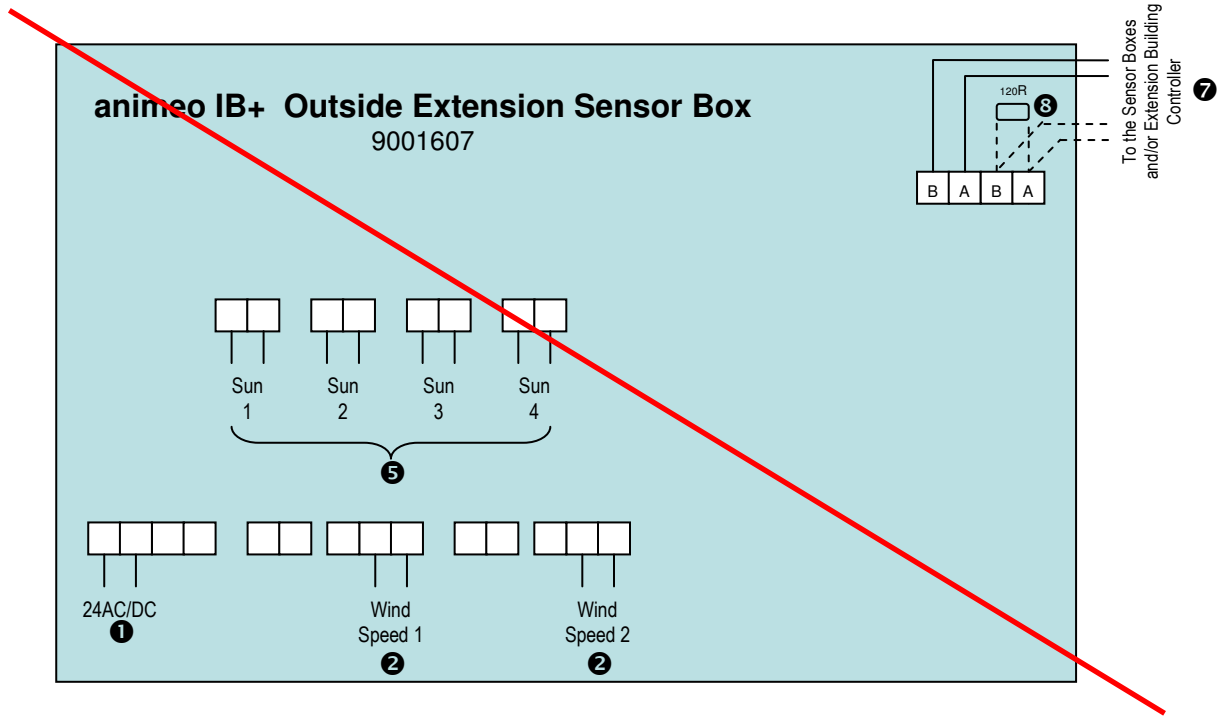 animeo IB+ Outside Extension Sensor Box
9001607
120R
❽
To the Sensor Boxes
and/or Extension Building
Controller
❼
B A B A
Sun
1
Sun
2
Sun
3
Sun
4
❺
24AC/DC
❶
Wind
Speed 1
❷
Wind
Speed 2
❷